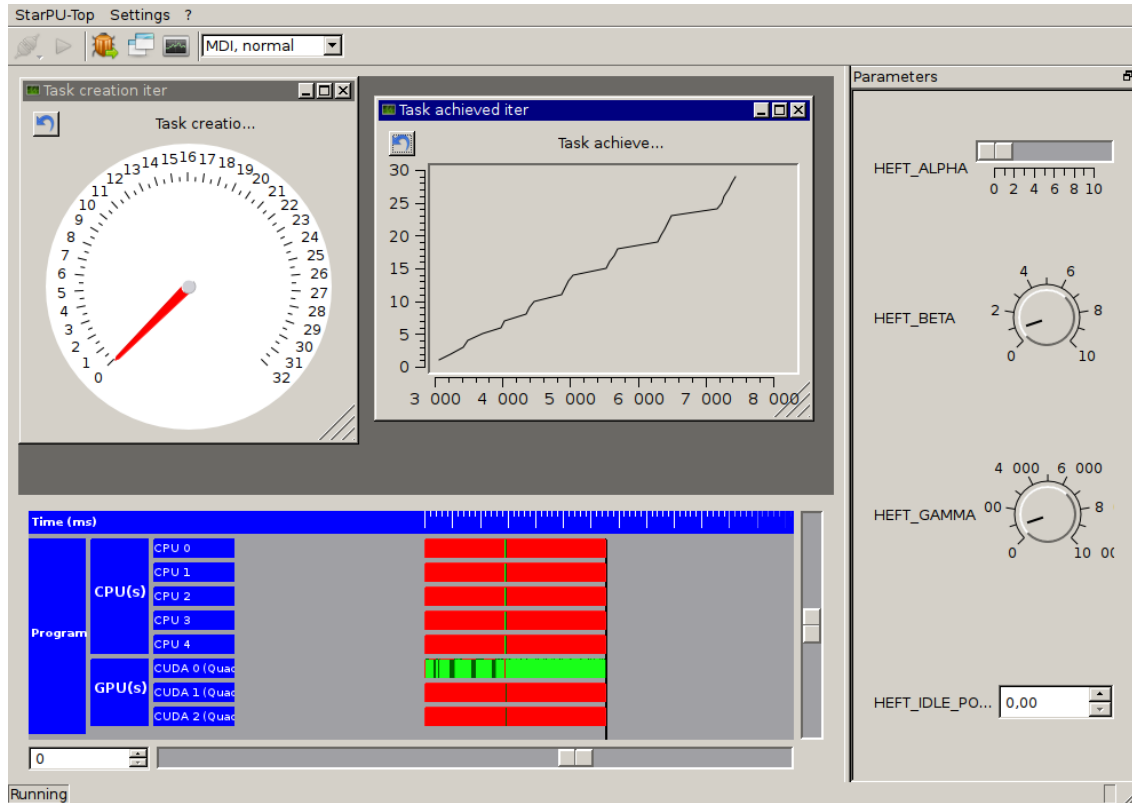 StarPU-Top Settings ?
MDI, normal
Task creation iter
Task creatio...
0 1 2 3 4 5 6 7 8 9 10 11 12 13 14 15 16 17 18 19 20 21 22 23 24 25 26 27 28 29 30 31 32
Task achieved iter
Task achieve...
30
25
20
15
10
5
0
3 000 4 000 5 000 6 000 7 000 8 000
Parameters
HEFT_ALPHA
0 2 4 6 8 10
HEFT_BETA
0 2 4 6 8 10
HEFT_GAMMA
4 000 6 000
00 8
0 10 00
HEFT_IDLE_PO... 0,00
Time (ms)
Program
CPU(s)
CPU 0
CPU 1
CPU 2
CPU 3
CPU 4
GPU(s)
CUDA 0 (Quad
CUDA 1 (Quad
CUDA 2 (Quad
0
Running